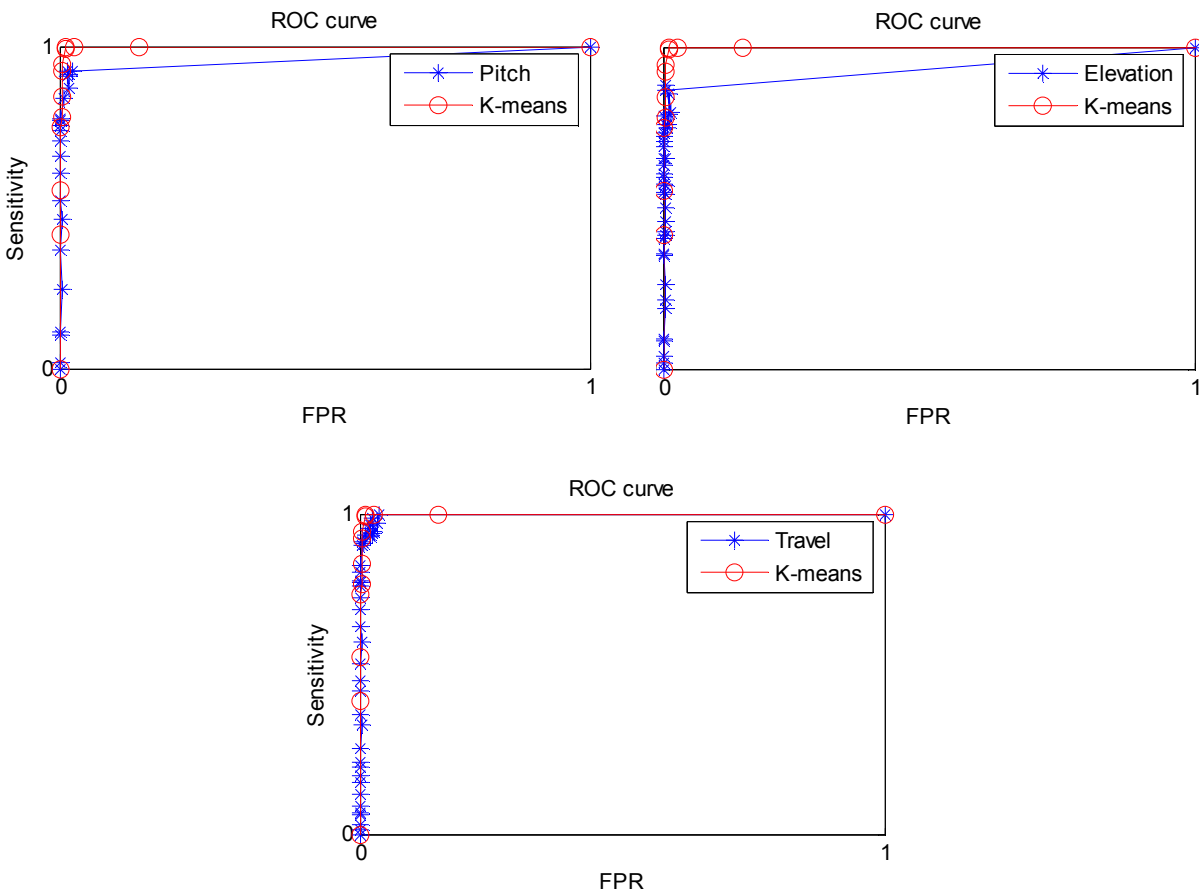 ROC curve
1
Pitch
K-means
Sensitivity
0
0
1
FPR
ROC curve
1
Elevation
K-means
0
0
1
FPR
ROC curve
1
Travel
K-means
Sensitivity
0
0
1
FPR